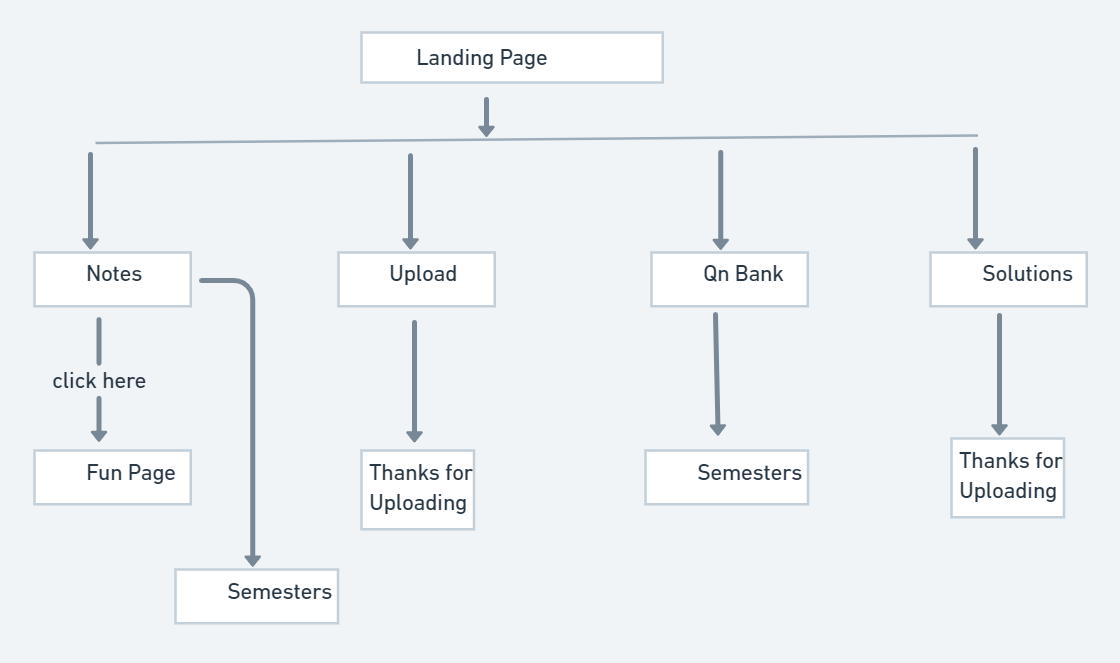 Landing Page
Notes
Upload
Qn Bank
Solutions
click here
Fun Page
Thanks for
Uploading
Semesters
Thanks for
Uploading
Semesters